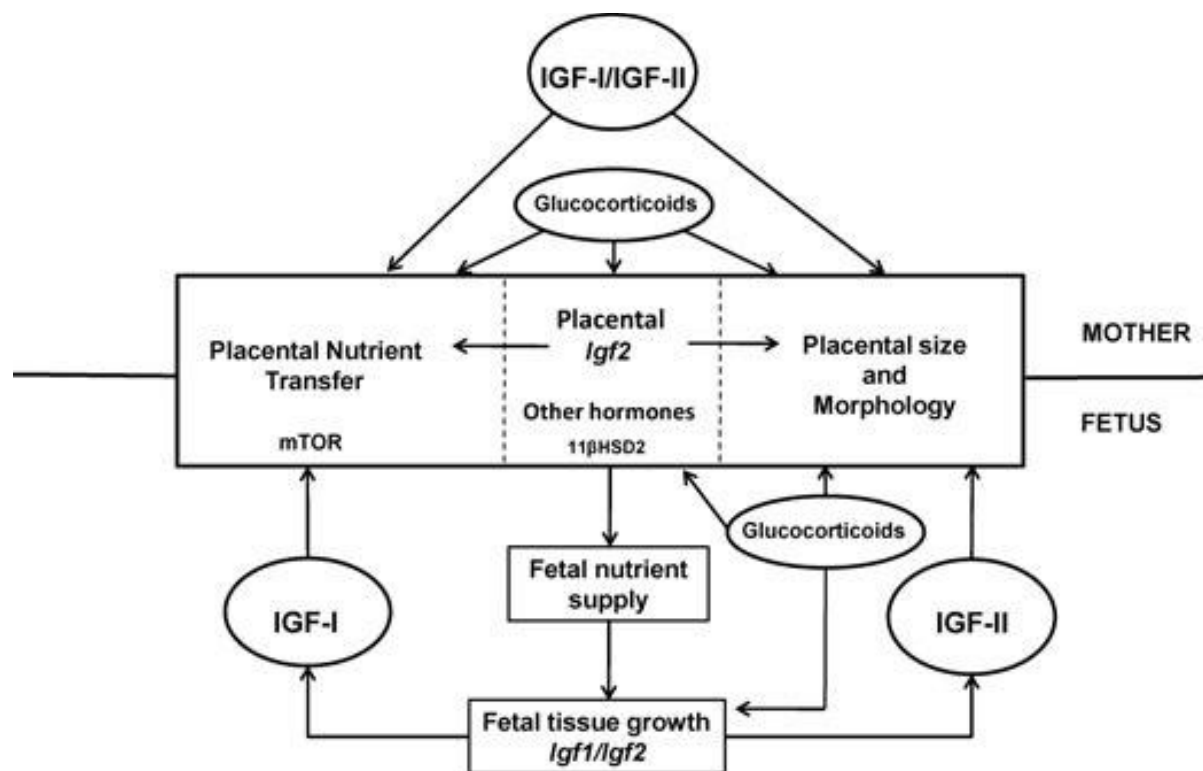 IGF-I/IGF-II
Glucocorticoids
Placental Nutrient
Transfer
mTOR
Placental
Igf2
Other hormones
11βHSD2
Placental size
and
Morphology
MOTHER
FETUS
Glucocorticoids
Fetal nutrient
supply
IGF-I
IGF-II
Fetal tissue growth
Igf1/Igf2